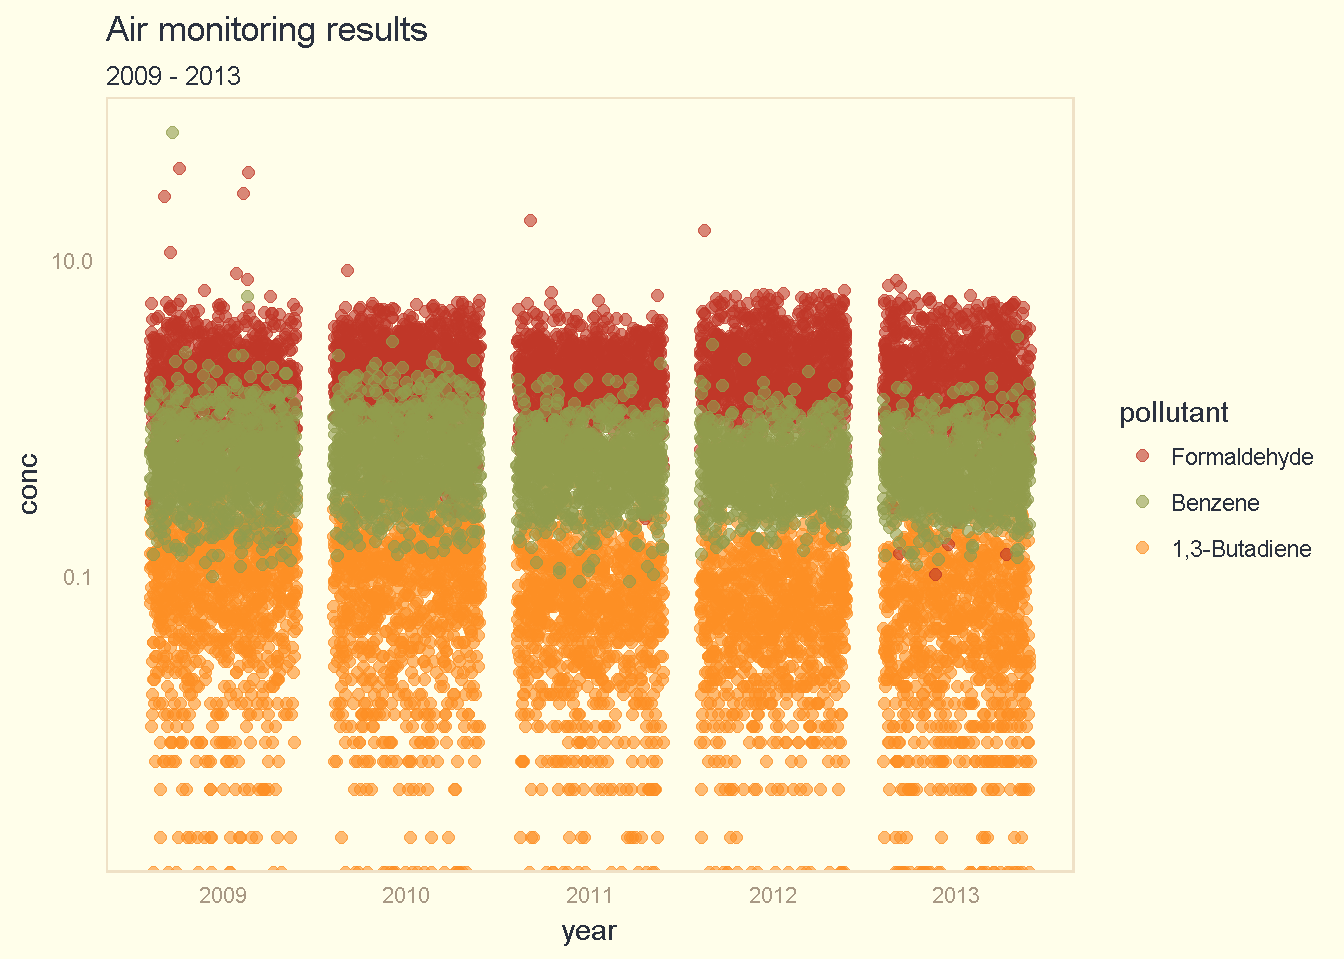 Air monitoring results
2009 - 2013
10.0
0.1
conc
2009 2010 2011 2012 2013
year
pollutant
Formaldehyde
Benzene
1,3-Butadiene